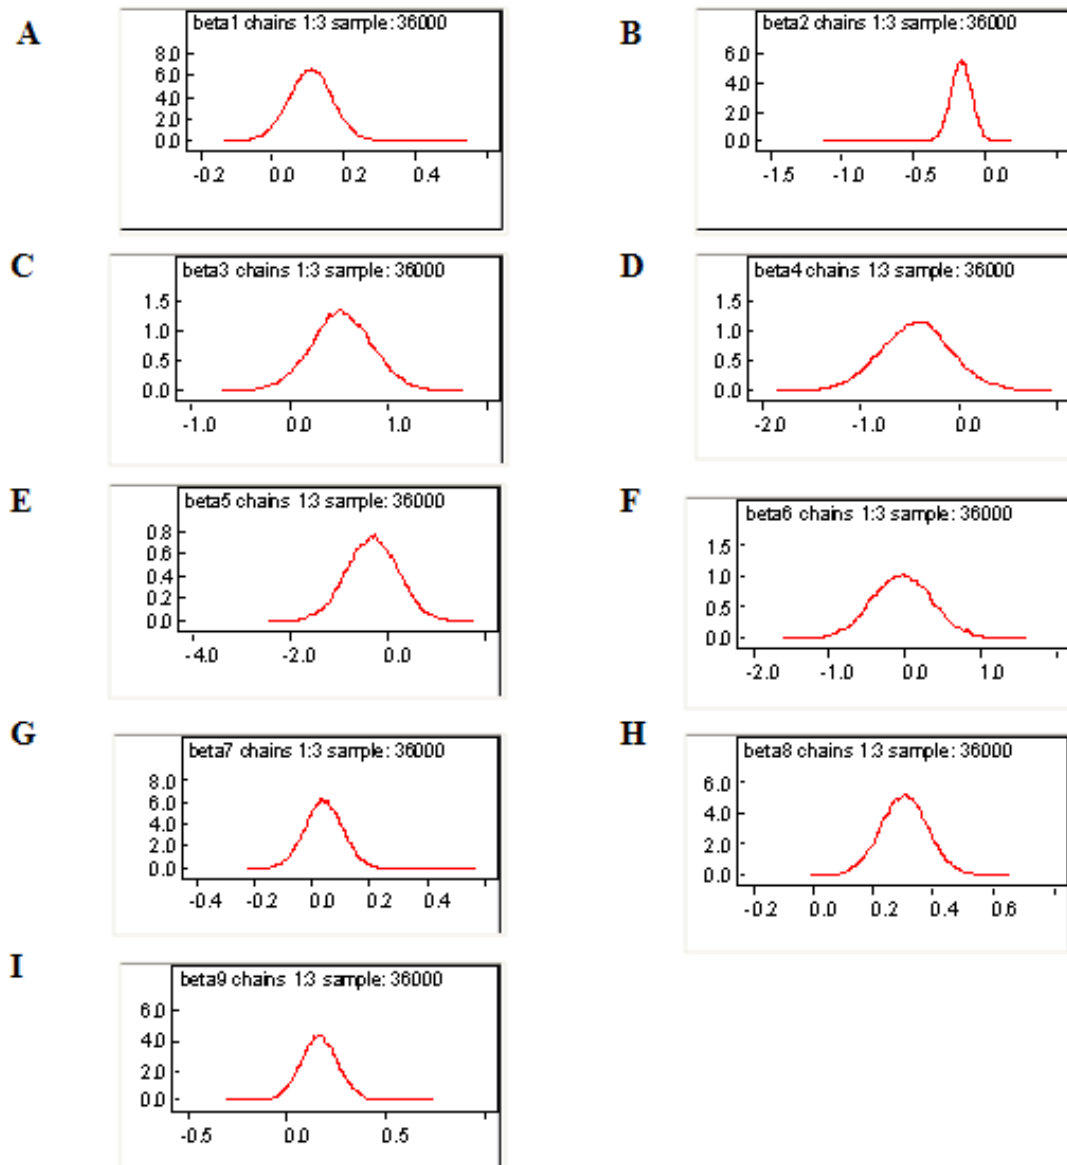 A
beta1 chains 1:3 sample: 36000
8.0
6.0
4.0
2.0
0.0
-0.2 0.0 0.2 0.4
B
beta2 chains 1:3 sample: 36000
6.0
4.0
2.0
0.0
-1.5 -1.0 -0.5 0.0
C
beta3 chains 1:3 sample: 36000
1.5
1.0
0.5
0.0
-1.0 0.0 1.0
D
beta4 chains 1:3 sample: 36000
1.5
1.0
0.5
0.0
-2.0 -1.0 0.0
E
beta5 chains 1:3 sample: 36000
0.8
0.6
0.4
0.2
0.0
-4.0 -2.0 0.0
F
beta6 chains 1:3 sample: 36000
1.5
1.0
0.5
0.0
-2.0 -1.0 0.0 1.0
G
beta7 chains 1:3 sample: 36000
8.0
6.0
4.0
2.0
0.0
-0.4 -0.2 0.0 0.2 0.4
H
beta8 chains 1:3 sample: 36000
6.0
4.0
2.0
0.0
-0.2 0.0 0.2 0.4 0.6
I
beta9 chains 1:3 sample: 36000
6.0
4.0
2.0
0.0
-0.5 0.0 0.5